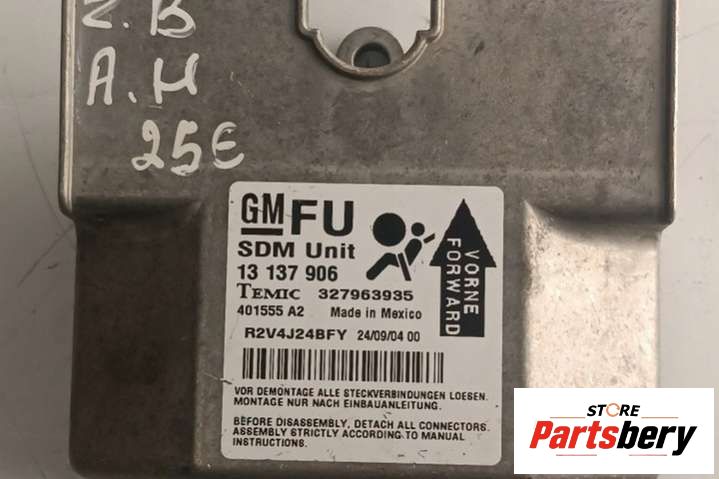 Z.B
A.H
25€
GM FU
SDM Unit
13 137 906
TEMIC 327963935
401555 A2 Made in Mexico
R2V4J24BFY 24/09/04 00
VOR DEMONTAGE ALLE STECKVERBINDUNGEN LOESEN.
MONTAGE NUR NACH EINBAUANLEITUNG.
BEFORE DISASSEMBLY, DETACH ALL CONNECTORS.
ASSEMBLY STRICTLY ACCORDING TO MANUAL
INSTRUCTIONS.
VORNE
FORWARD
STORE
Partsbery